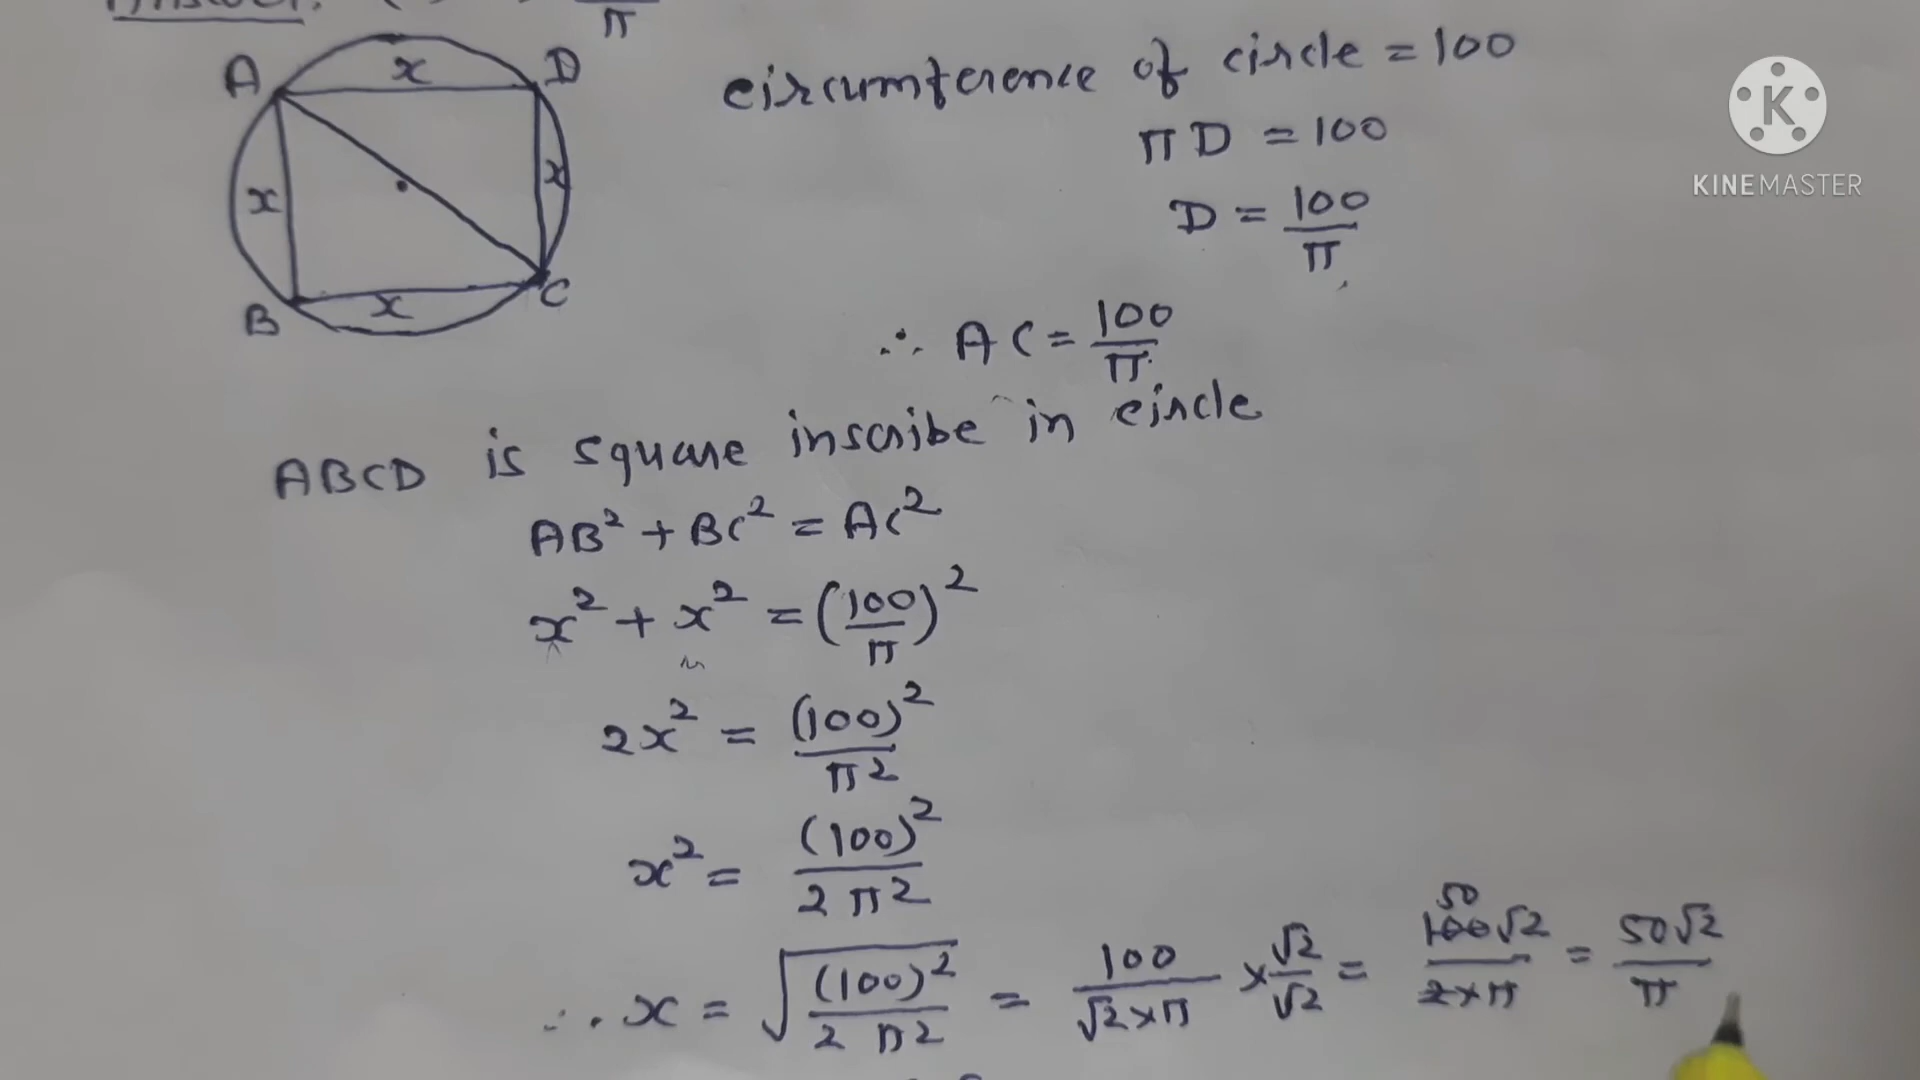 π
A x D
x x
B x C
circumference of circle = 100
π D = 100
D = 100/π
∴ AC = 100/π
ABCD is square inscribe in circle
AB² + BC² = AC²
x² + x² = (100/π)²
2x² = (100)²/π²
x² = (100)²/2π²
∴ x = √((100)²/2π²) = 100/(√2×π) × √2/√2 = 50 100√2/(2×π) = 50√2/π
K
KINEMASTER